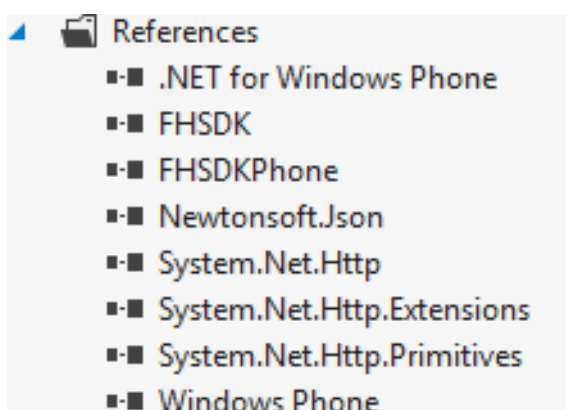 References
.NET for Windows Phone
FHSDK
FHSDKPhone
Newtonsoft.Json
System.Net.Http
System.Net.Http.Extensions
System.Net.Http.Primitives
Windows Phone